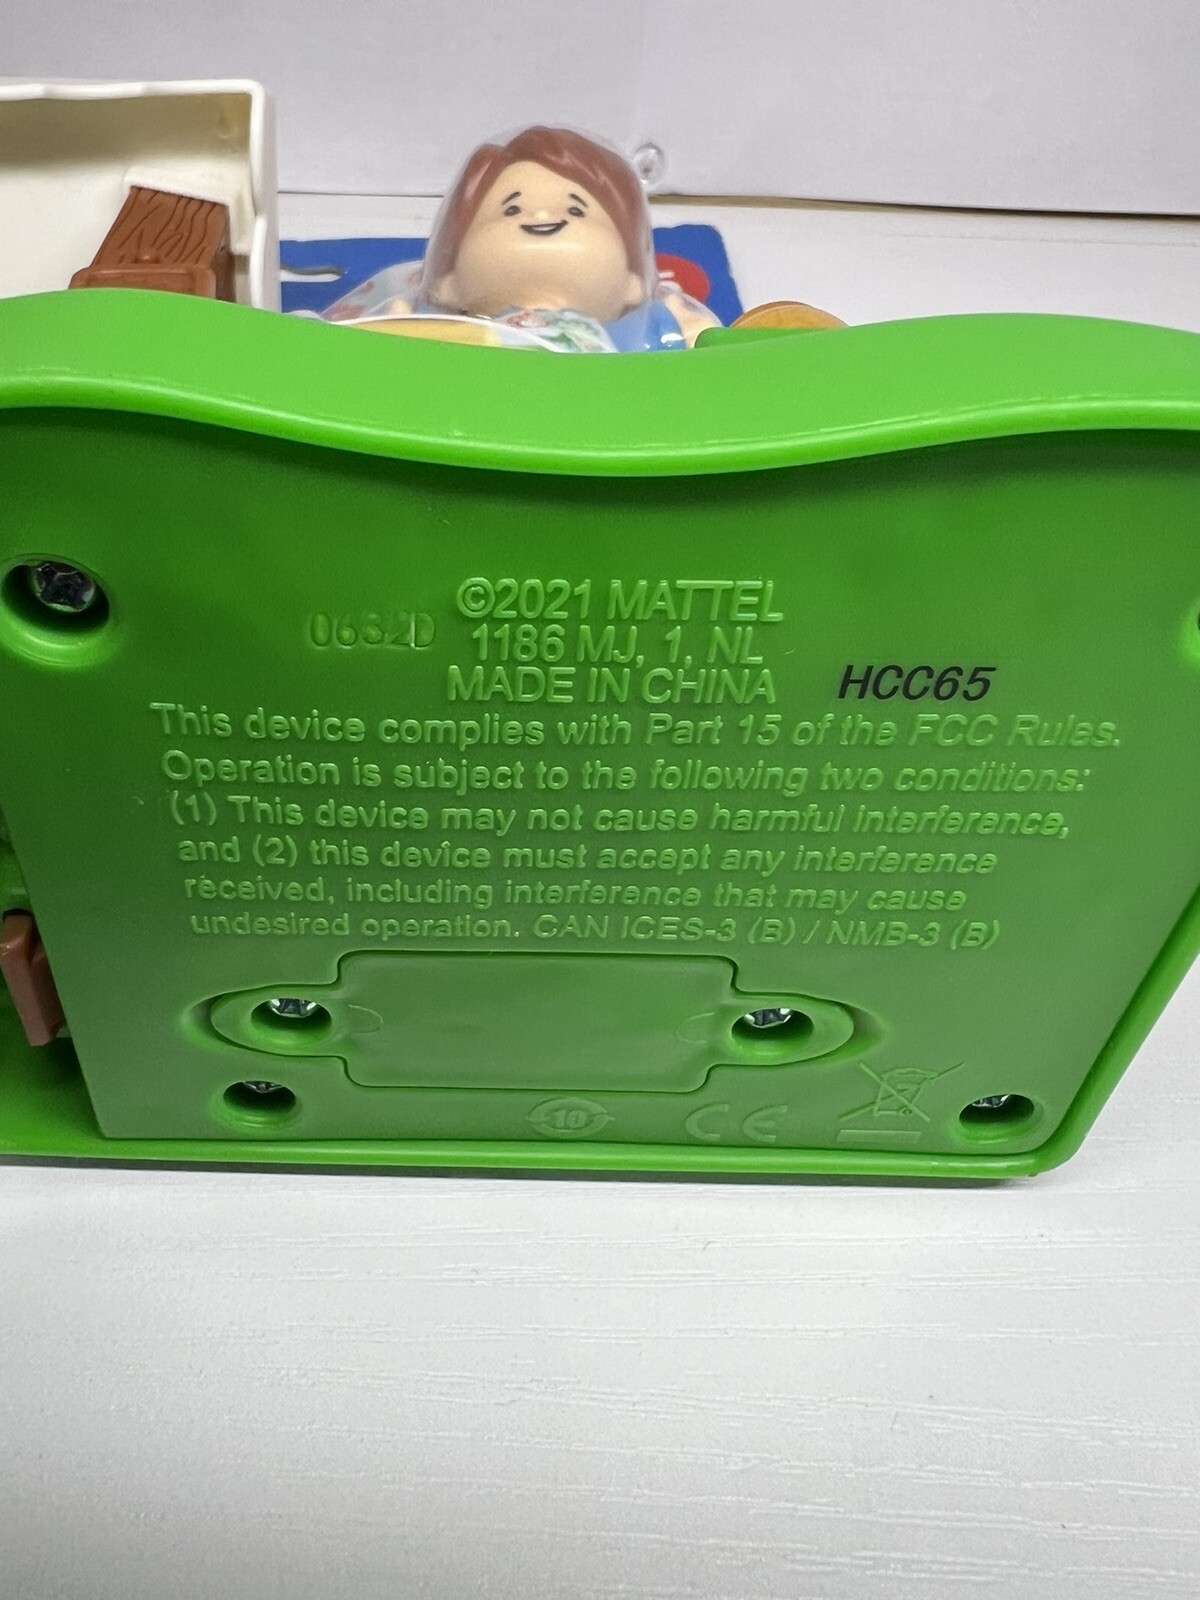 ©2021 MATTEL
1186 MJ, 1, NL
MADE IN CHINA
HCC65
This device complies with Part 15 of the FCC Rules.
Operation is subject to the following two conditions:
(1) This device may not cause harmful interference,
and (2) this device must accept any interference
received, including interference that may cause
undesired operation. CAN ICES-3 (B) / NMB-3 (B)
10
CE